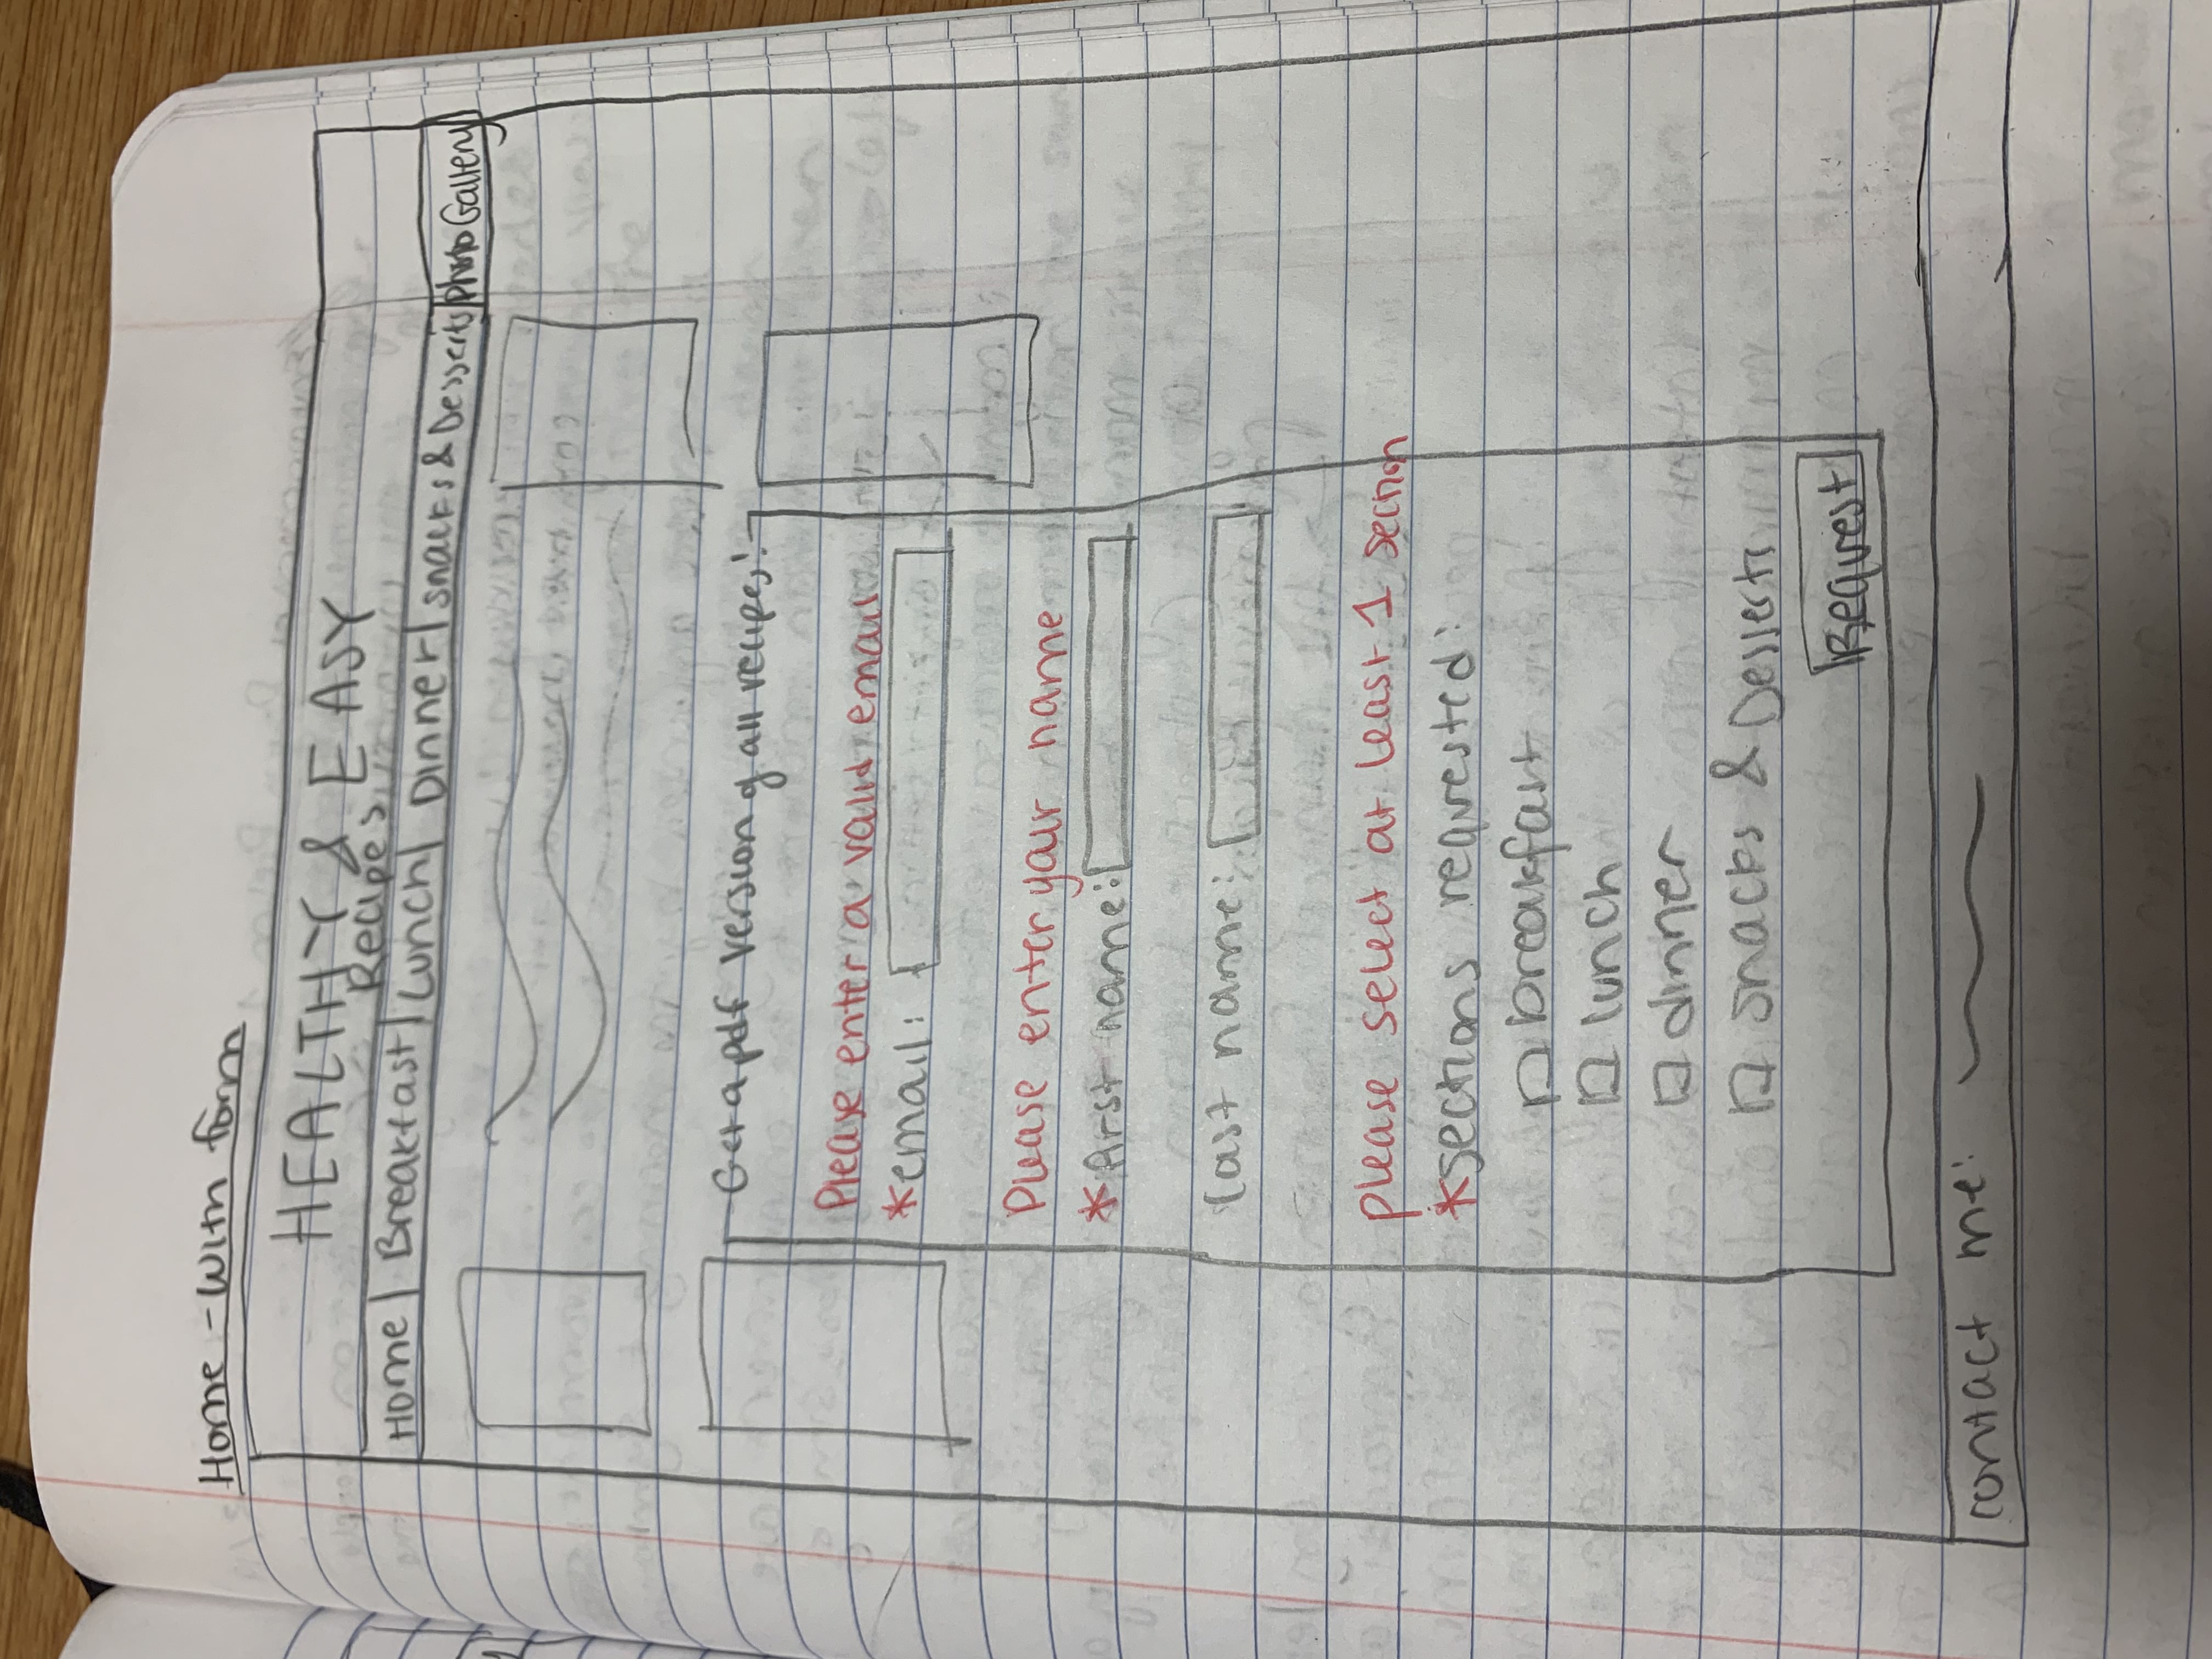 Home - With form
HEALTHY & EASY
Recipes
Home | Breakfast | Lunch | Dinner | snacks & Desserts | Photo Gallery
Get a pdf version of all recipes!
Please enter a valid email
*email:
Please enter your name
*first name:
last name:
please select at least 1 section
*sections requested:
breakfast
lunch
dinner
snacks & Desserts
Request
contact me: